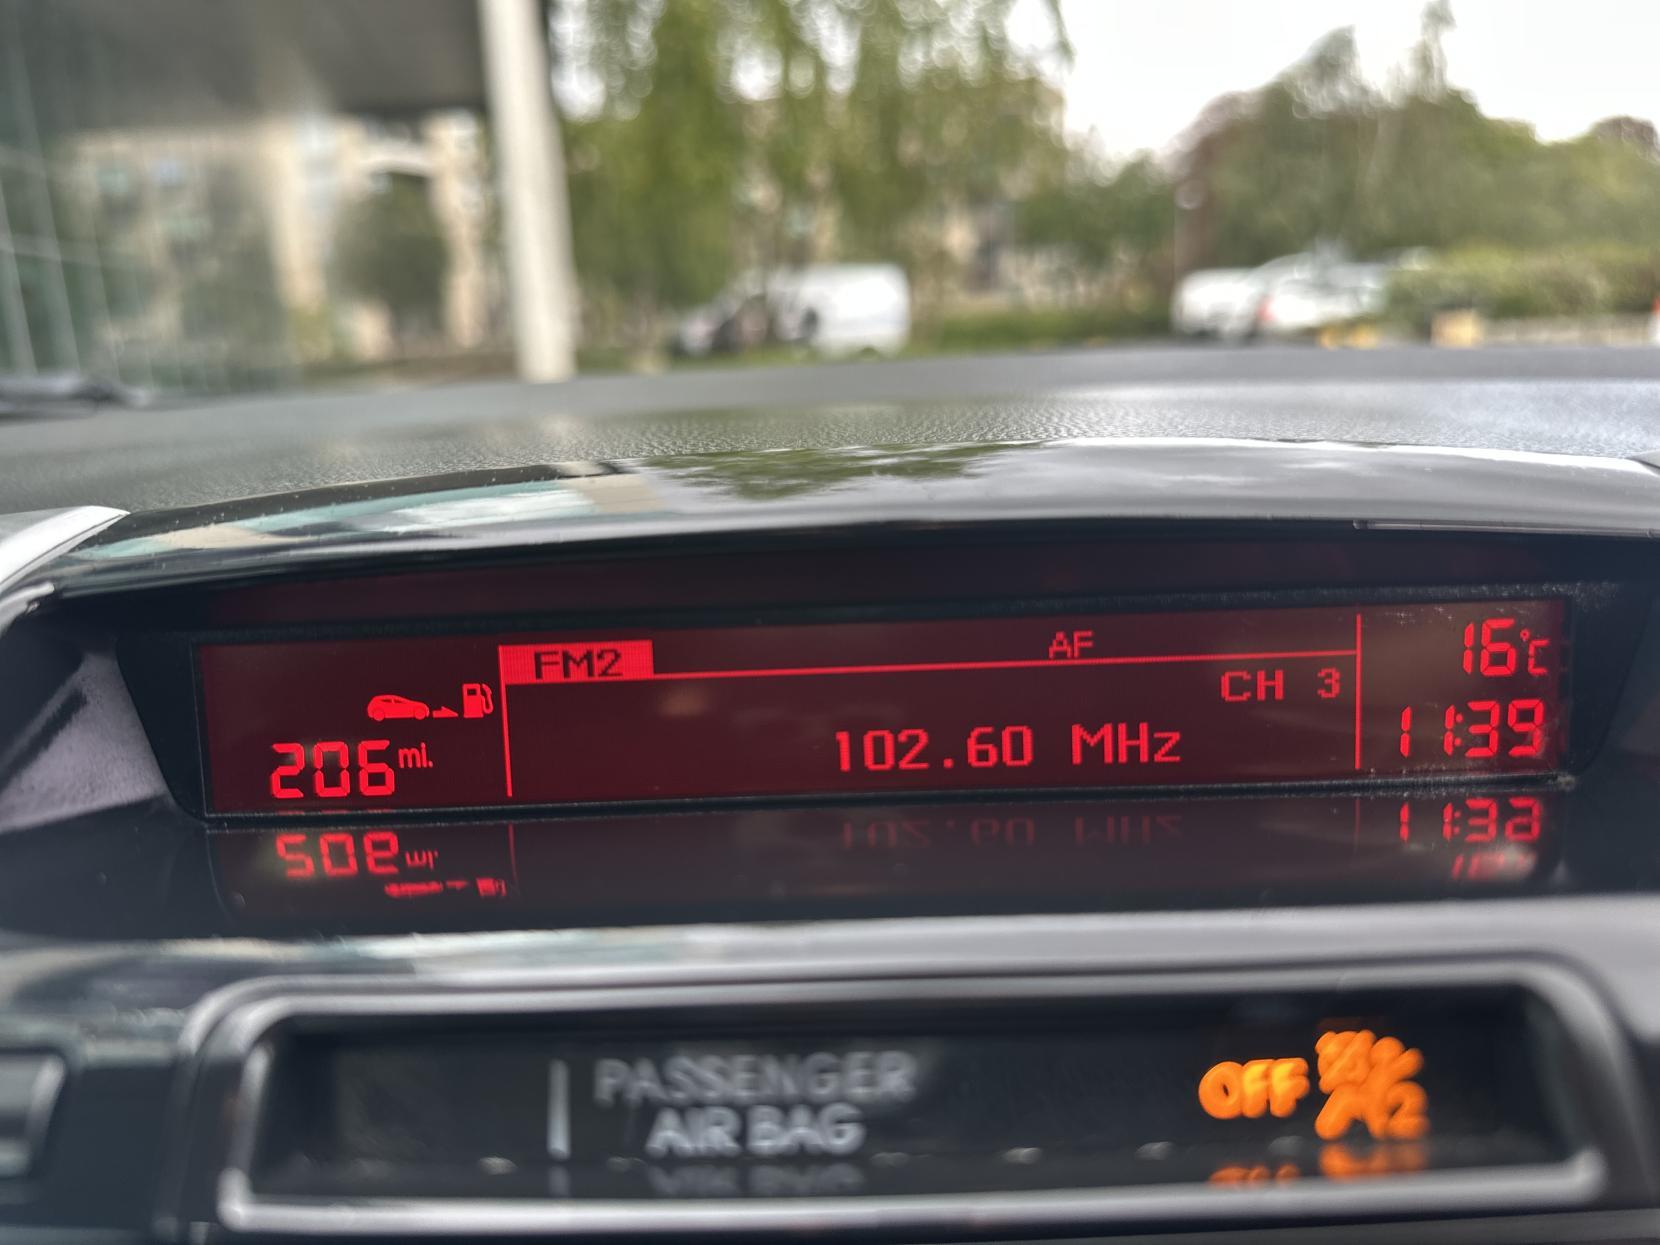 FM2
AF
16°C
CH 3
206 mi.
102.60 MHz
11:39
PASSENGER
AIR BAG
OFF